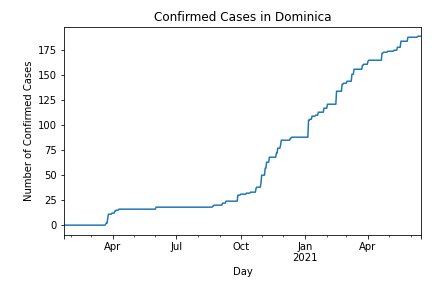 Confirmed Cases in Dominica
Number of Confirmed Cases
175
150
125
100
75
50
25
0
Apr
Jul
Oct
Jan
2021
Apr
Day